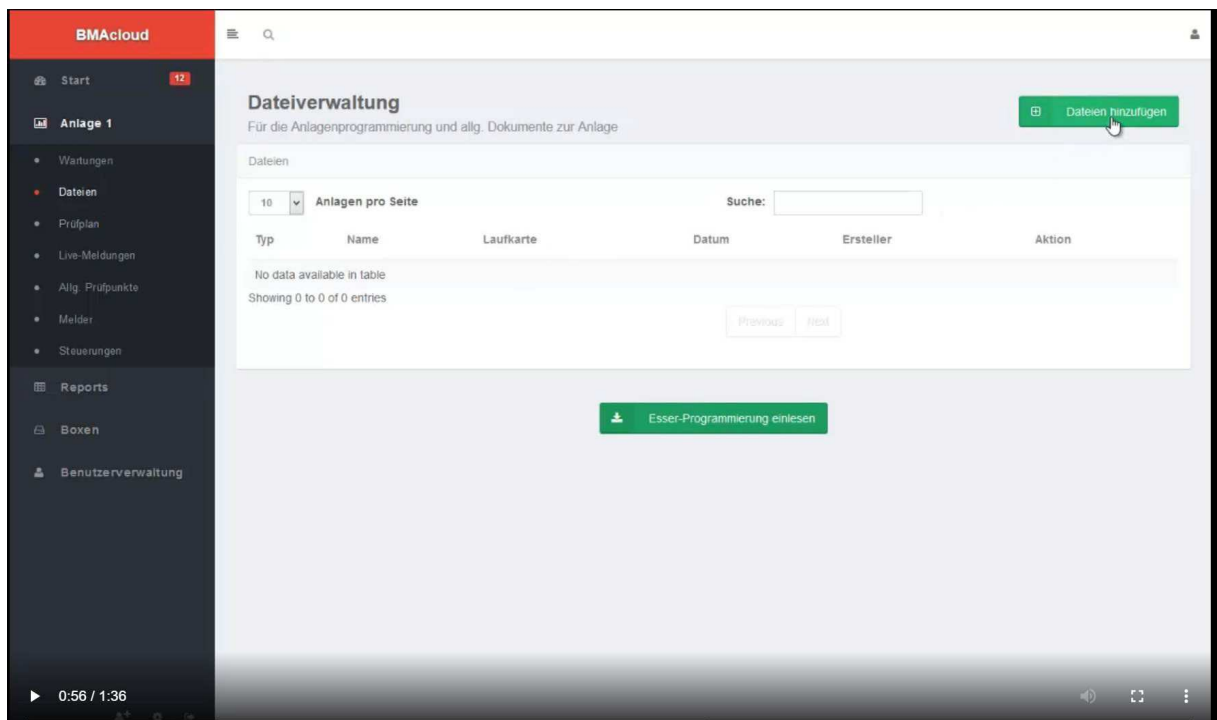 BMAcloud
Start 12
Anlage 1
Wartungen
Dateien
Prüfplan
Live-Meldungen
Allg. Prüfpunkte
Melder
Steuerungen
Reports
Boxen
Benutzerverwaltung
Dateiverwaltung
Für die Anlagenprogrammierung und allg. Dokumente zur Anlage
Dateien hinzufügen
Dateien
10 Anlagen pro Seite Suche:
Typ Name Laufkarte Datum Ersteller Aktion
No data available in table
Showing 0 to 0 of 0 entries
Previous Next
Esser-Programmierung einlesen
0:56 / 1:36